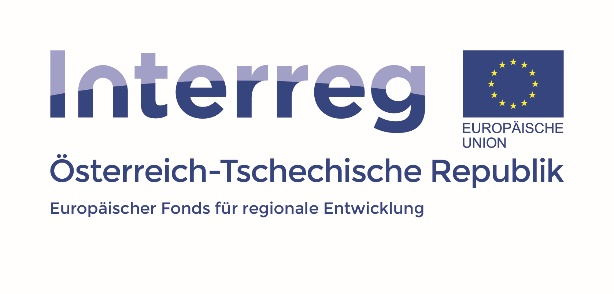 Interreg
EUROPÄISCHE
UNION
Österreich-Tschechische Republik
Europäischer Fonds für regionale Entwicklung